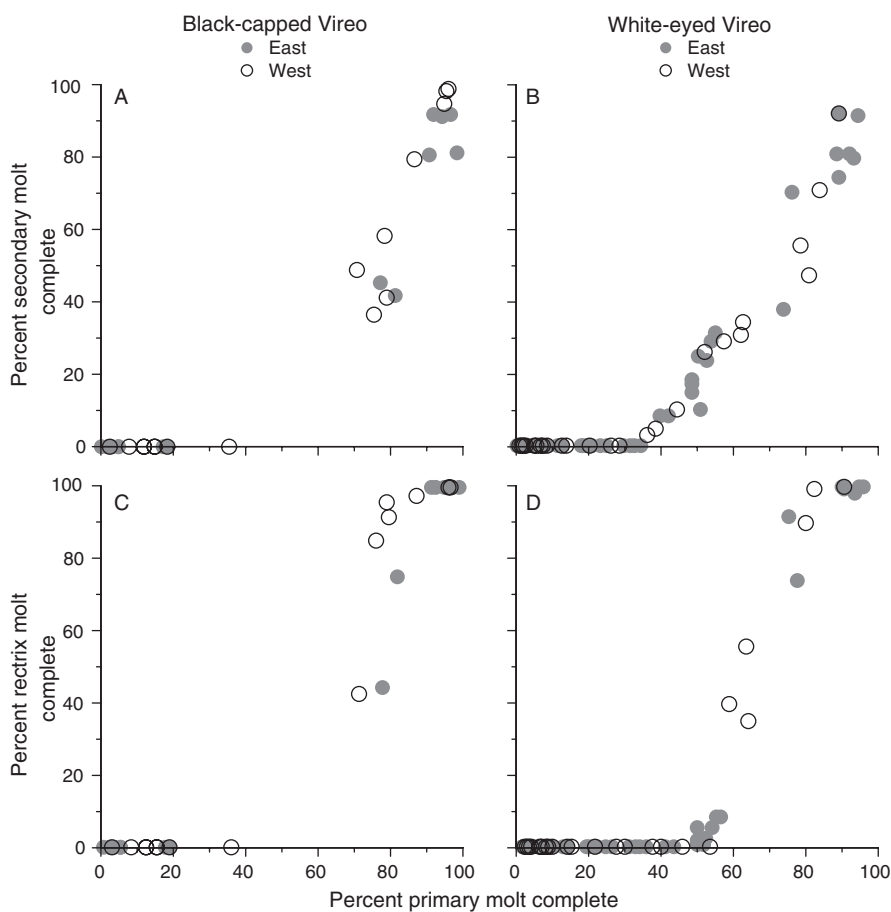 Black-capped Vireo
East
West
White-eyed Vireo
East
West
A
B
Percent secondary molt
complete
100
80
60
40
20
0
C
D
Percent rectrix molt
complete
100
80
60
40
20
0
0 20 40 60 80 100
0 20 40 60 80 100
Percent primary molt complete